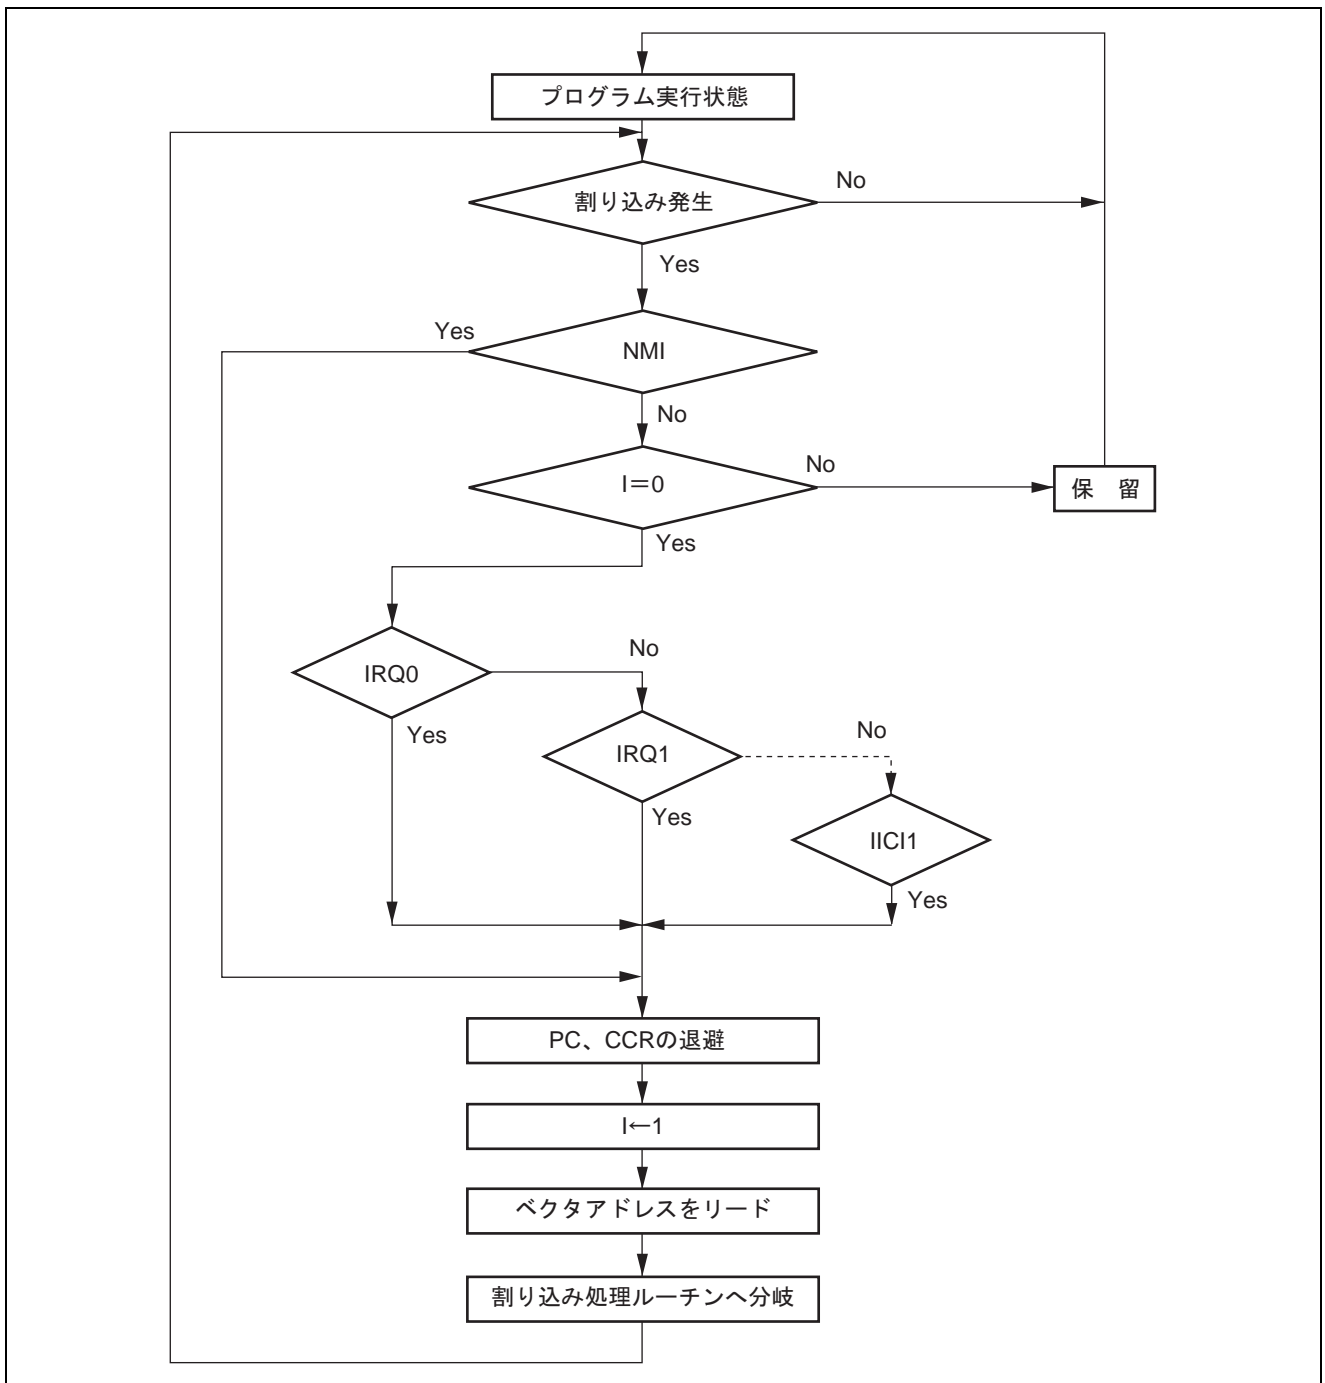 プログラム実行状態
割り込み発生
No
Yes
NMI
Yes
No
I＝0
No
Yes
保　留
IRQ0
No
Yes
IRQ1
No
Yes
IICI1
Yes
PC、CCRの退避
I←1
ベクタアドレスをリード
割り込み処理ルーチンへ分岐